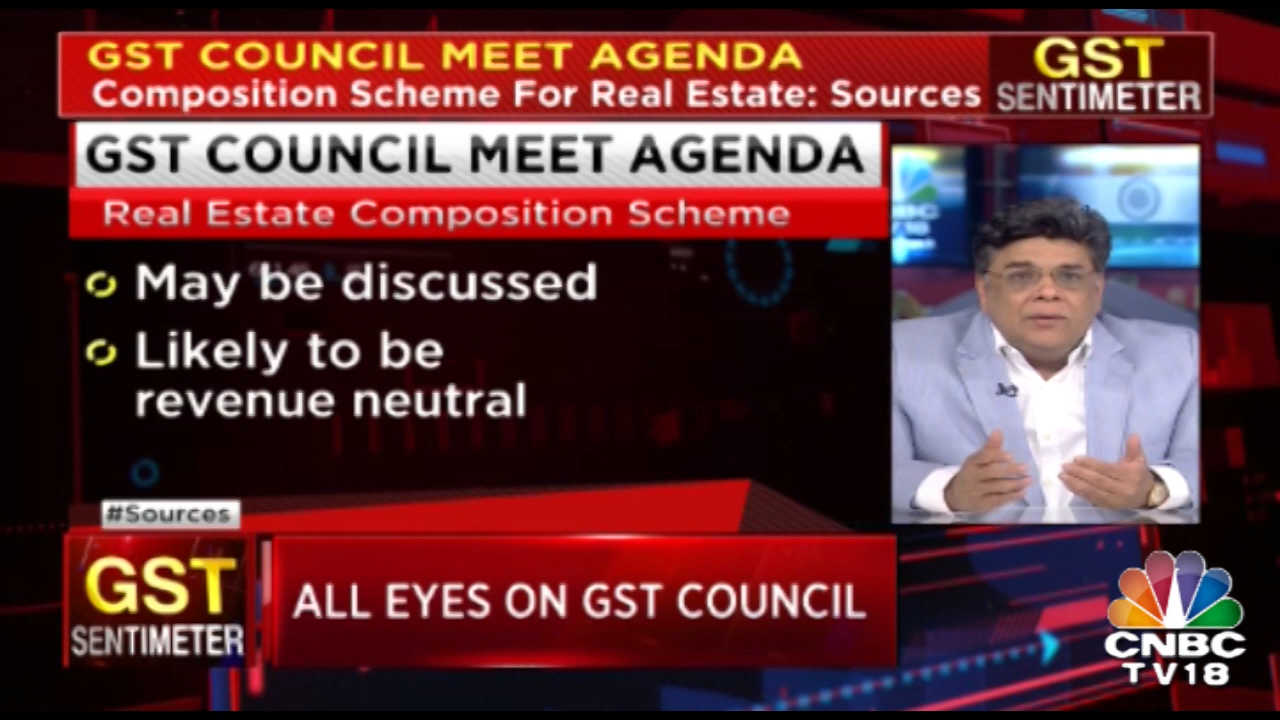 GST COUNCIL MEET AGENDA
Composition Scheme For Real Estate: Sources
GST
SENTIMETER
GST COUNCIL MEET AGENDA
Real Estate Composition Scheme
May be discussed
Likely to be
revenue neutral
#Sources
GST
SENTIMETER
ALL EYES ON GST COUNCIL
CNBC
TV18